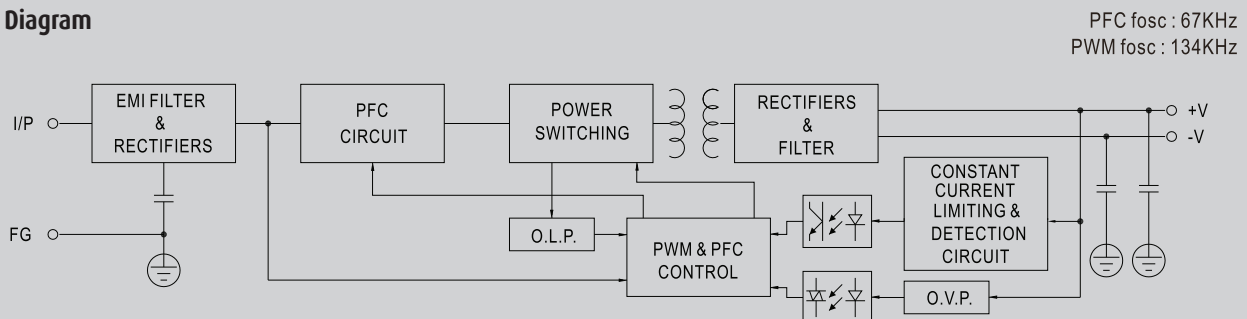 Diagram
PFC fosc : 67KHz
PWM fosc : 134KHz
I/P
EMI FILTER
&
RECTIFIERS
PFC
CIRCUIT
POWER
SWITCHING
RECTIFIERS
&
FILTER
+V
-V
FG
O.L.P.
PWM & PFC
CONTROL
CONSTANT
CURRENT
LIMITING &
DETECTION
CIRCUIT
O.V.P.